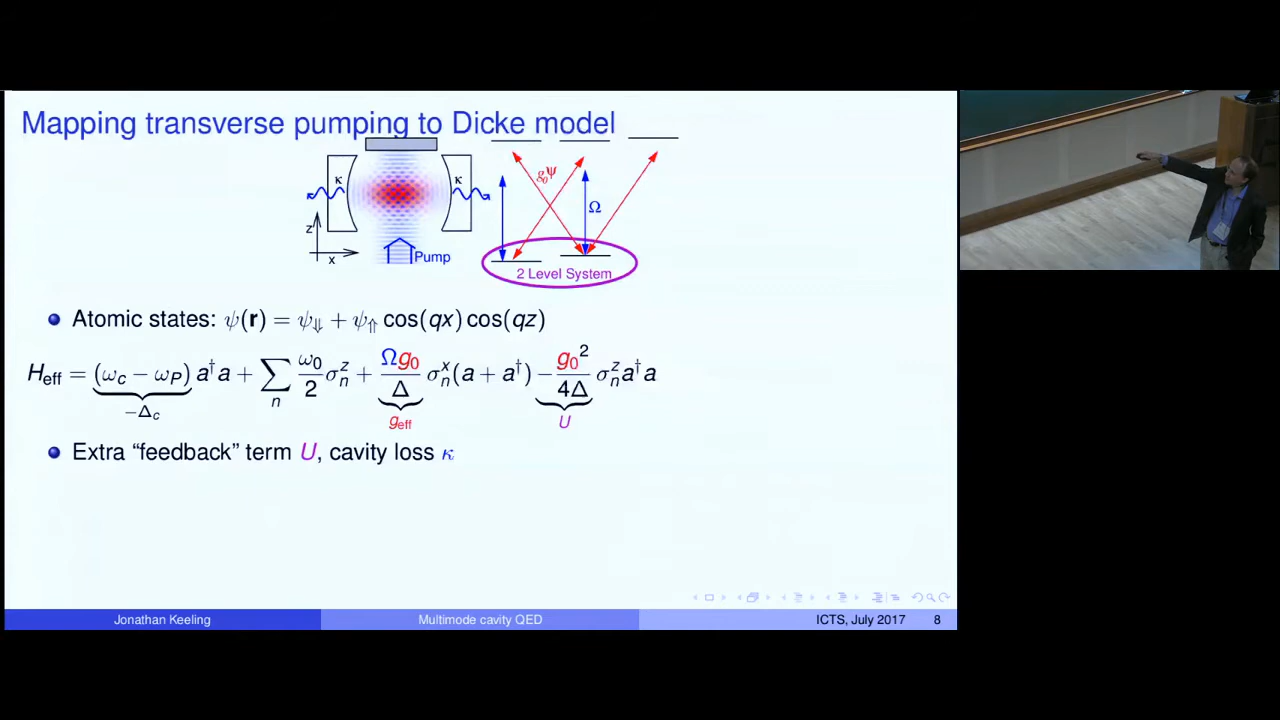 Mapping transverse pumping to Dicke model
κ κ
g₀ψ
Ω
z
x
Pump
2 Level System
Atomic states: ψ(r) = ψ⇓ + ψ⇑ cos(qx) cos(qz)
H_eff = (ω_c − ω_P) a†a + ∑_n ω₀/2 σ_n^z + Ωg₀/Δ σ_n^x(a + a†) − g₀²/4Δ σ_n^z a†a
−Δ_c g_eff U
Extra “feedback” term U, cavity loss κ
Jonathan Keeling Multimode cavity QED ICTS, July 2017 8